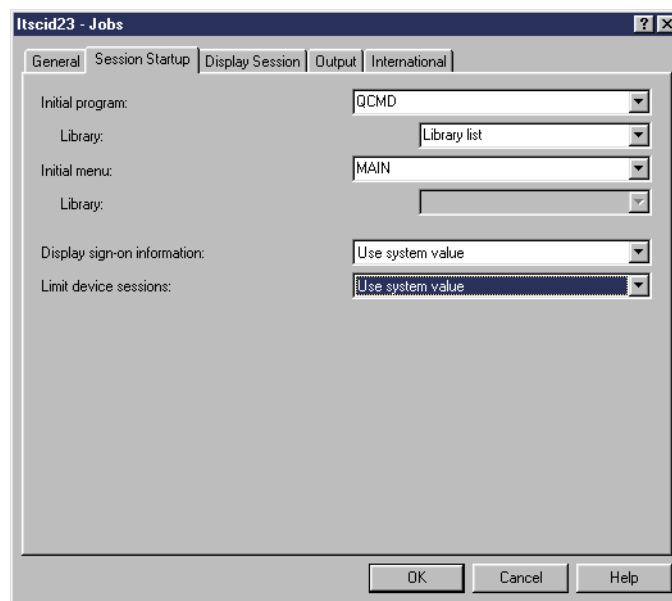 Itscid23 - Jobs
General Session Startup Display Session Output International
Initial program: QCMD
Library: Library list
Initial menu: MAIN
Library:
Display sign-on information: Use system value
Limit device sessions: Use system value
OK Cancel Help